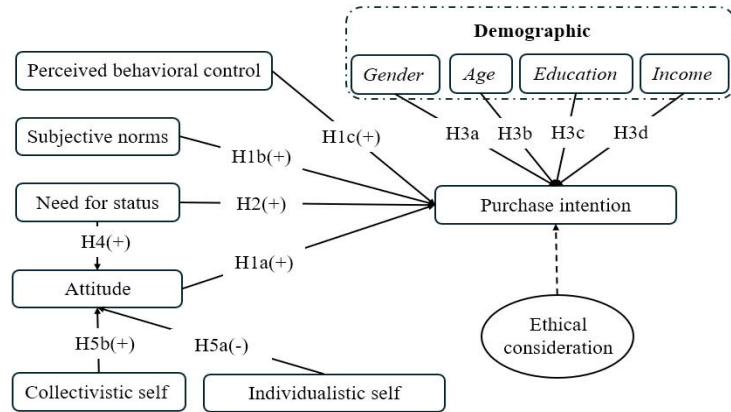 Demographic
Perceived behavioral control
Gender
Age
Education
Income
Subjective norms
H1c(+)
H3a
H3b
H3c
H3d
H1b(+)
Need for status
H2(+)
Purchase intention
H4(+)
H1a(+)
Attitude
Ethical
consideration
H5b(+)
H5a(-)
Collectivistic self
Individualistic self